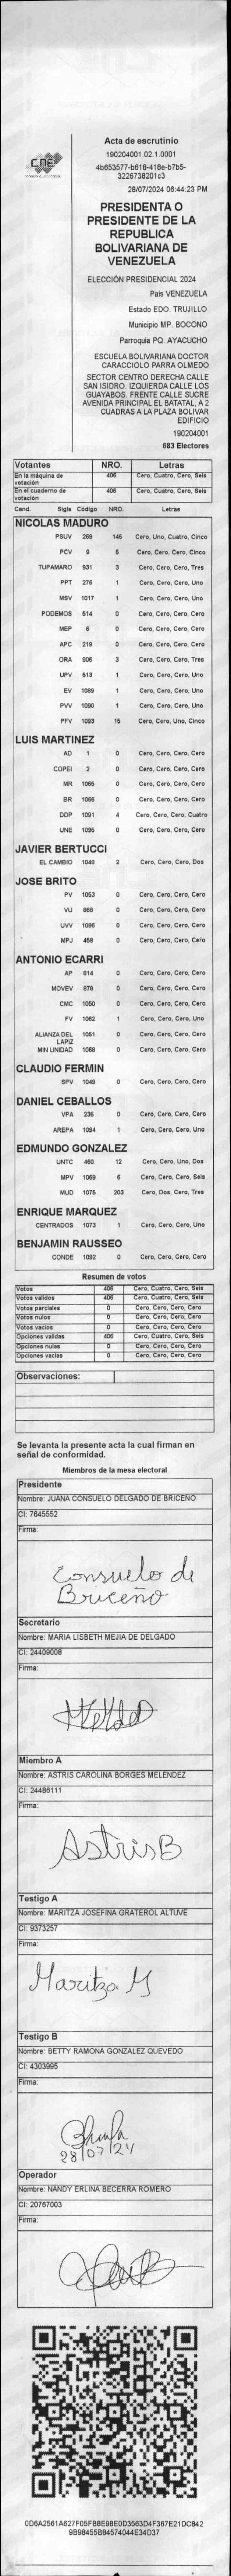 Acta de escrutinio
190204001.02.1.0001
4b653577-b618-418e-b7b5-
3226738201c3
28/07/2024 06:44:23 PM
CNE
PRESIDENTA O
PRESIDENTE DE LA
REPUBLICA
BOLIVARIANA DE
VENEZUELA
ELECCIÓN PRESIDENCIAL 2024
País VENEZUELA
Estado EDO. TRUJILLO
Municipio MP. BOCONO
Parroquia PQ. AYACUCHO
ESCUELA BOLIVARIANA DOCTOR
CARACCIOLO PARRA OLMEDO
SECTOR CENTRO DERECHA CALLE
SAN ISIDRO. IZQUIERDA CALLE LOS
GUAYABOS. FRENTE CALLE SUCRE
AVENIDA PRINCIPAL EL BATATAL, A 2
CUADRAS A LA PLAZA BOLIVAR
EDIFICIO
190204001
683 Electores
Votantes NRO. Letras
En la máquina de votación 406 Cero, Cuatro, Cero, Seis
En el cuaderno de votación 406 Cero, Cuatro, Cero, Seis
Cand. Sigla Código NRO. Letras
NICOLAS MADURO
PSUV 269 145 Cero, Uno, Cuatro, Cinco
PCV 9 5 Cero, Cero, Cero, Cinco
TUPAMARO 931 3 Cero, Cero, Cero, Tres
PPT 276 1 Cero, Cero, Cero, Uno
MSV 1017 1 Cero, Cero, Cero, Uno
PODEMOS 514 0 Cero, Cero, Cero, Cero
MEP 6 0 Cero, Cero, Cero, Cero
APC 219 0 Cero, Cero, Cero, Cero
ORA 906 3 Cero, Cero, Cero, Tres
UPV 613 1 Cero, Cero, Cero, Uno
EV 1089 1 Cero, Cero, Cero, Uno
PVV 1090 1 Cero, Cero, Cero, Uno
PFV 1093 15 Cero, Cero, Uno, Cinco
LUIS MARTINEZ
AD 1 0 Cero, Cero, Cero, Cero
COPEI 2 0 Cero, Cero, Cero, Cero
MR 1065 0 Cero, Cero, Cero, Cero
BR 1066 0 Cero, Cero, Cero, Cero
DDP 1091 4 Cero, Cero, Cero, Cuatro
UNE 1095 0 Cero, Cero, Cero, Cero
JAVIER BERTUCCI
EL CAMBIO 1048 2 Cero, Cero, Cero, Dos
JOSE BRITO
PV 1053 0 Cero, Cero, Cero, Cero
VU 868 0 Cero, Cero, Cero, Cero
UVV 1096 0 Cero, Cero, Cero, Cero
MPJ 458 0 Cero, Cero, Cero, Cero
ANTONIO ECARRI
AP 814 0 Cero, Cero, Cero, Cero
MOVEV 978 0 Cero, Cero, Cero, Cero
CMC 1050 0 Cero, Cero, Cero, Cero
FV 1062 1 Cero, Cero, Cero, Uno
ALIANZA DEL LAPIZ 1051 0 Cero, Cero, Cero, Cero
MIN UNIDAD 1068 0 Cero, Cero, Cero, Cero
CLAUDIO FERMIN
SPV 1049 0 Cero, Cero, Cero, Cero
DANIEL CEBALLOS
VPA 236 0 Cero, Cero, Cero, Cero
AREPA 1094 1 Cero, Cero, Cero, Uno
EDMUNDO GONZALEZ
UNTC 460 12 Cero, Cero, Uno, Dos
MPV 1069 6 Cero, Cero, Cero, Seis
MUD 1075 203 Cero, Dos, Cero, Tres
ENRIQUE MARQUEZ
CENTRADOS 1073 1 Cero, Cero, Cero, Uno
BENJAMIN RAUSSEO
CONDE 1092 0 Cero, Cero, Cero, Cero
Resumen de votos
Votos 406 Cero, Cuatro, Cero, Seis
Votos validos 406 Cero, Cuatro, Cero, Seis
Votos parciales 0 Cero, Cero, Cero, Cero
Votos nulos 0 Cero, Cero, Cero, Cero
Votos vacios 0 Cero, Cero, Cero, Cero
Opciones validas 406 Cero, Cuatro, Cero, Seis
Opciones nulas 0 Cero, Cero, Cero, Cero
Opciones vacias 0 Cero, Cero, Cero, Cero
Observaciones:
Se levanta la presente acta la cual firman en
señal de conformidad.
Miembros de la mesa electoral
Presidente
Nombre: JUANA CONSUELO DELGADO DE BRICEÑO
CI: 7645552
Firma:
Consuelo de
Briceño
Secretario
Nombre: MARIA LISBETH MEJIA DE DELGADO
CI: 24409008
Firma:
Miembro A
Nombre: ASTRIS CAROLINA BORGES MELENDEZ
CI: 24486111
Firma:
Astris B
Testigo A
Nombre: MARITZA JOSEFINA GRATEROL ALTUVE
CI: 9373257
Firma:
Maritza M
Testigo B
Nombre: BETTY RAMONA GONZALEZ QUEVEDO
CI: 4303995
Firma:
28/07/24
Operador
Nombre: NANDY ERLINA BECERRA ROMERO
CI: 20767003
Firma:
0D6A2561A627F05FB8E98E0D3563D4F367E21DC842
9B98455B84574044E34D37